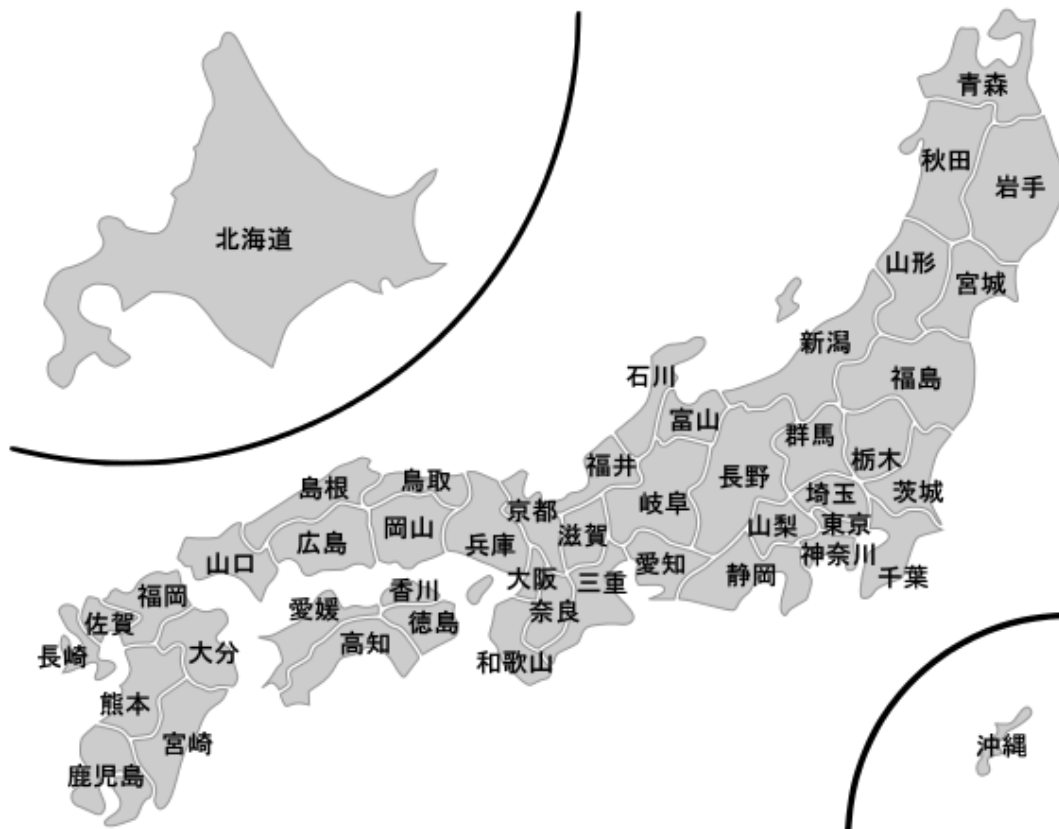 青森
秋田
岩手
北海道
山形
宮城
新潟
福島
石川
富山
群馬
栃木
福井
長野
茨城
岐阜
埼玉
島根
鳥取
京都
滋賀
山梨
東京
岡山
広島
兵庫
神奈川
山口
愛知
静岡
千葉
大阪
三重
福岡
香川
愛媛
奈良
徳島
佐賀
高知
大分
長崎
和歌山
熊本
宮崎
沖縄
鹿児島